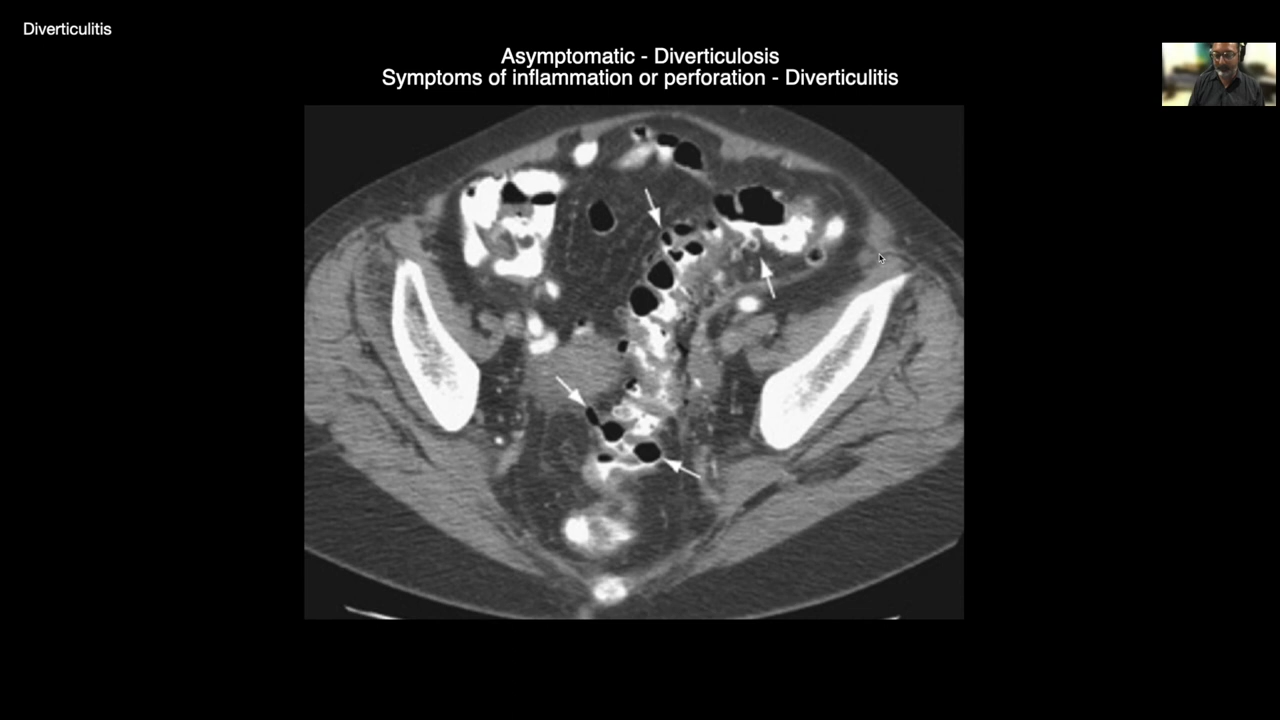 Diverticulitis
Asymptomatic - Diverticulosis
Symptoms of inflammation or perforation - Diverticulitis